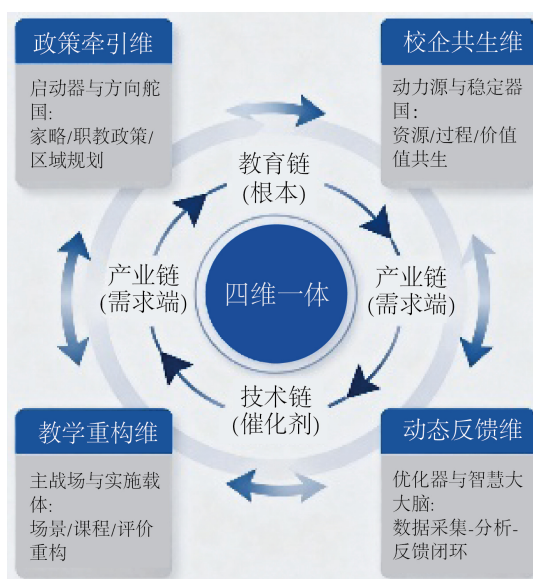 政策牵引维
启动器与方向舵
国:
家略/职教政策/
区域规划
校企共生维
动力源与稳定器
国:
资源/过程/价值
值共生
教育链
(根本)
产业链
(需求端)
四维一体
产业链
(需求端)
技术链
(催化剂)
教学重构维
主战场与实施载
体:
场景/课程/评价
重构
动态反馈维
优化器与智慧大
大脑:
数据采集-分析-
反馈闭环